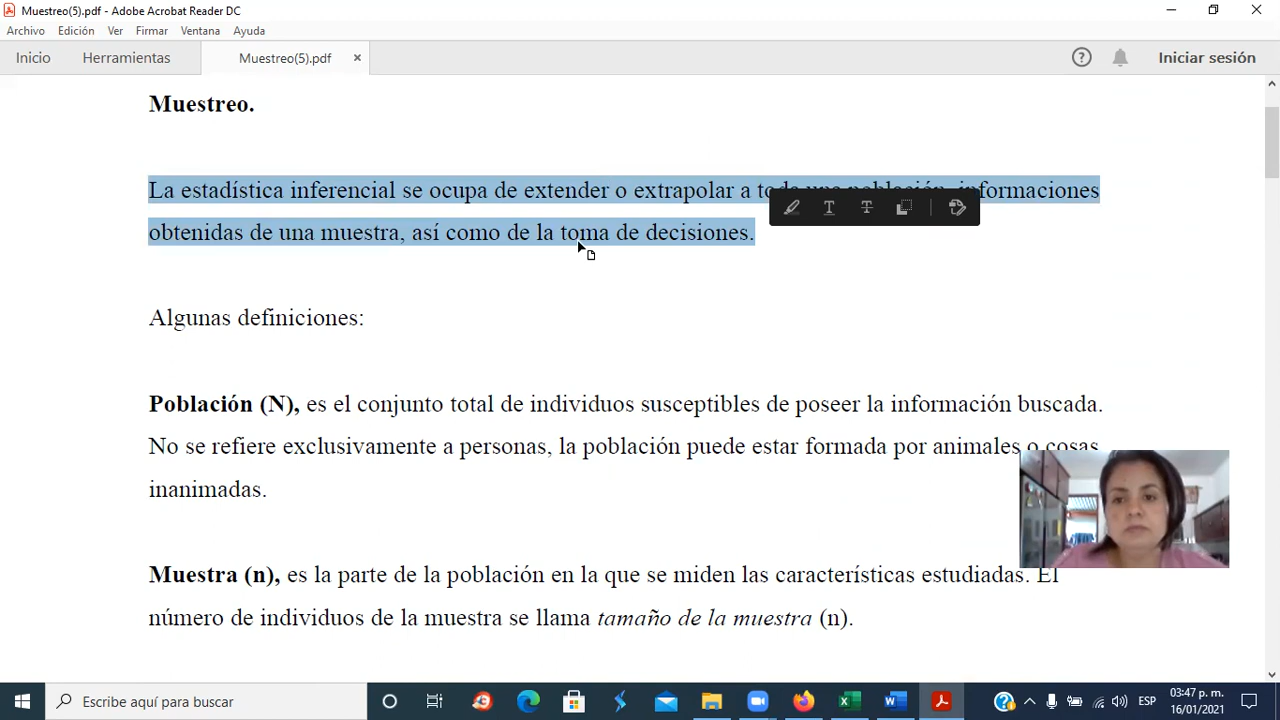 Muestreo(5).pdf - Adobe Acrobat Reader DC
Archivo Edición Ver Firmar Ventana Ayuda
Inicio Herramientas Muestreo(5).pdf × Iniciar sesión
Muestreo.
La estadística inferencial se ocupa de extender o extrapolar a toda una población, informaciones
obtenidas de una muestra, así como de la toma de decisiones.
Algunas definiciones:
Población (N), es el conjunto total de individuos susceptibles de poseer la información buscada.
No se refiere exclusivamente a personas, la población puede estar formada por animales o cosas
inanimadas.
Muestra (n), es la parte de la población en la que se miden las características estudiadas. El
número de individuos de la muestra se llama tamaño de la muestra (n).
Escribe aquí para buscar
ESP
03:47 p. m.
16/01/2021